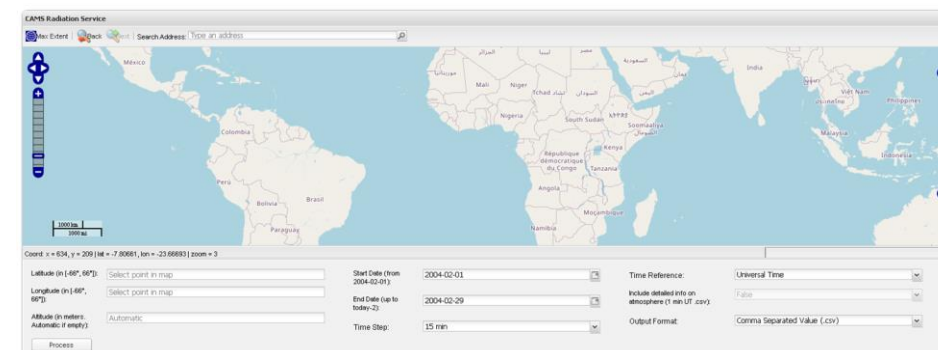 CAMS Radiation Service
Max Extent Back Next Search Address: Type an address
México
Colombia
Perú
Bolivia
Brasil
Paraguay
Mali
Niger
Nigeria
South Sudan
Soomaaliya
République démocratique du Congo
Kenya
Tanzania
Angola
Moçambique
Namibia
India
Việt Nam
Philippines
Malaysia
Indonesia
1000 km
1000 mi
Coord: x = 634, y = 209 | lat = -7.80661, lon = -23.66693 | zoom = 3
Latitude (in [-66°, 66°]): Select point in map
Longitude (in [-66°, 66°]): Select point in map
Altitude (in meters. Automatic if empty): Automatic
Start Date (from 2004-02-01): 2004-02-01
End Date (up to today-2): 2004-02-29
Time Step: 15 min
Time Reference: Universal Time
Include detailed info on atmosphere (1 min UT .csv): False
Output Format: Comma Separated Value (.csv)
Process